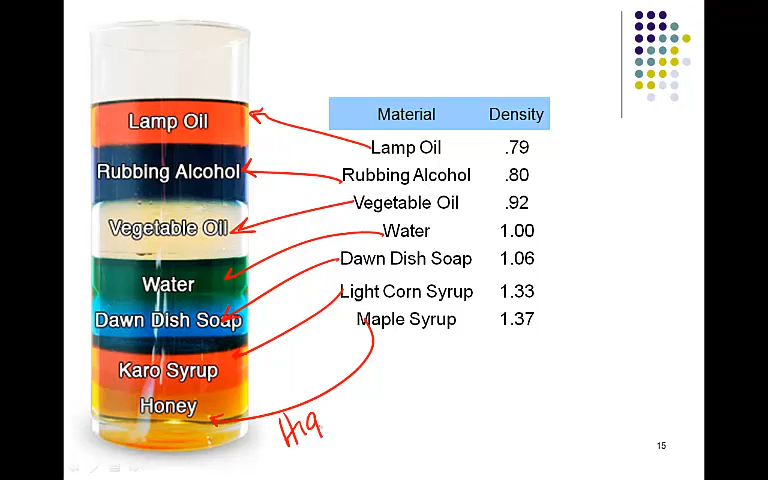 Lamp Oil
Rubbing Alcohol
Vegetable Oil
Water
Dawn Dish Soap
Karo Syrup
Honey
Material Density
Lamp Oil .79
Rubbing Alcohol .80
Vegetable Oil .92
Water 1.00
Dawn Dish Soap 1.06
Light Corn Syrup 1.33
Maple Syrup 1.37
Hig
15